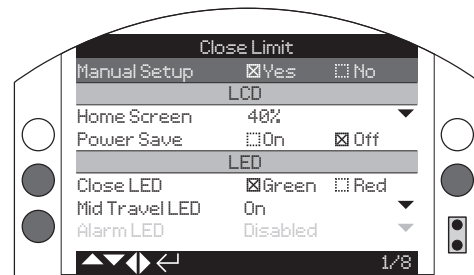 Close Limit
Manual Setup Yes No
LCD
Home Screen 40%
Power Save On Off
LED
Close LED Green Red
Mid Travel LED On
Alarm LED Disabled
1/8